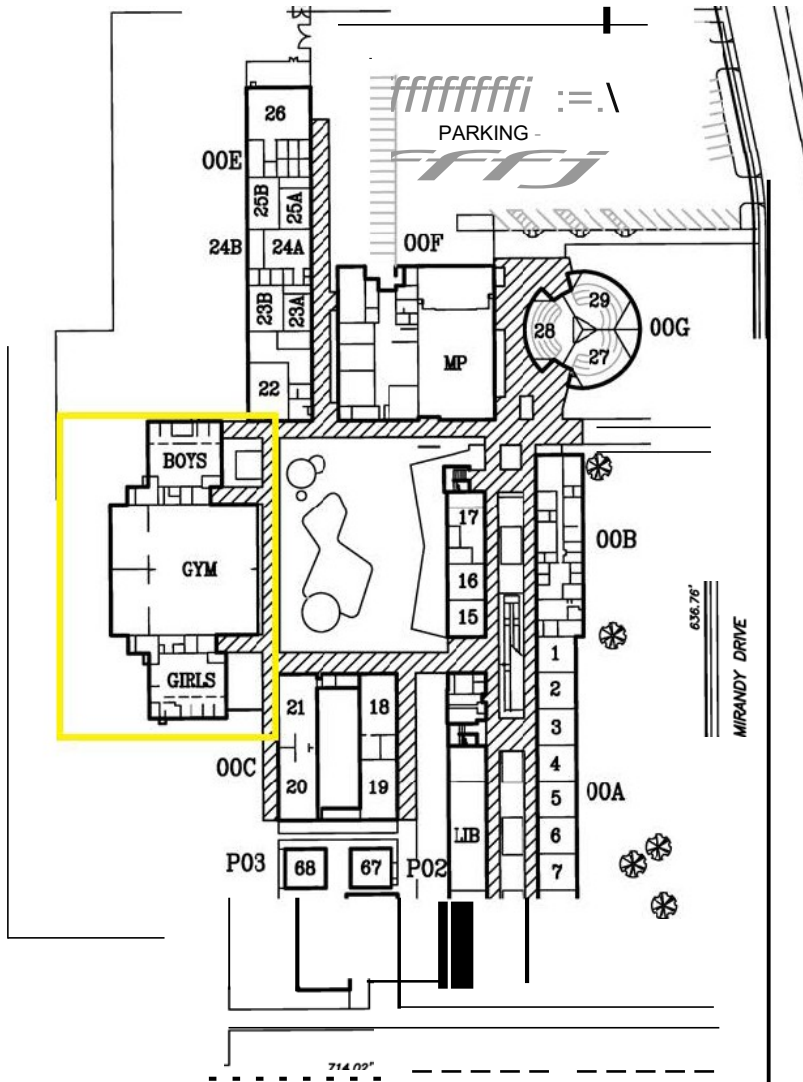 PARKING
26
00E
25B
25A
24B
24A
00F
23B
23A
29
28
00G
27
MP
22
BOYS
17
00B
GYM
16
15
636.76'
MIRANDY DRIVE
1
GIRLS
2
21
18
3
00C
4
20
19
5
00A
LIB
6
P03
68
67
P02
7
714.02"